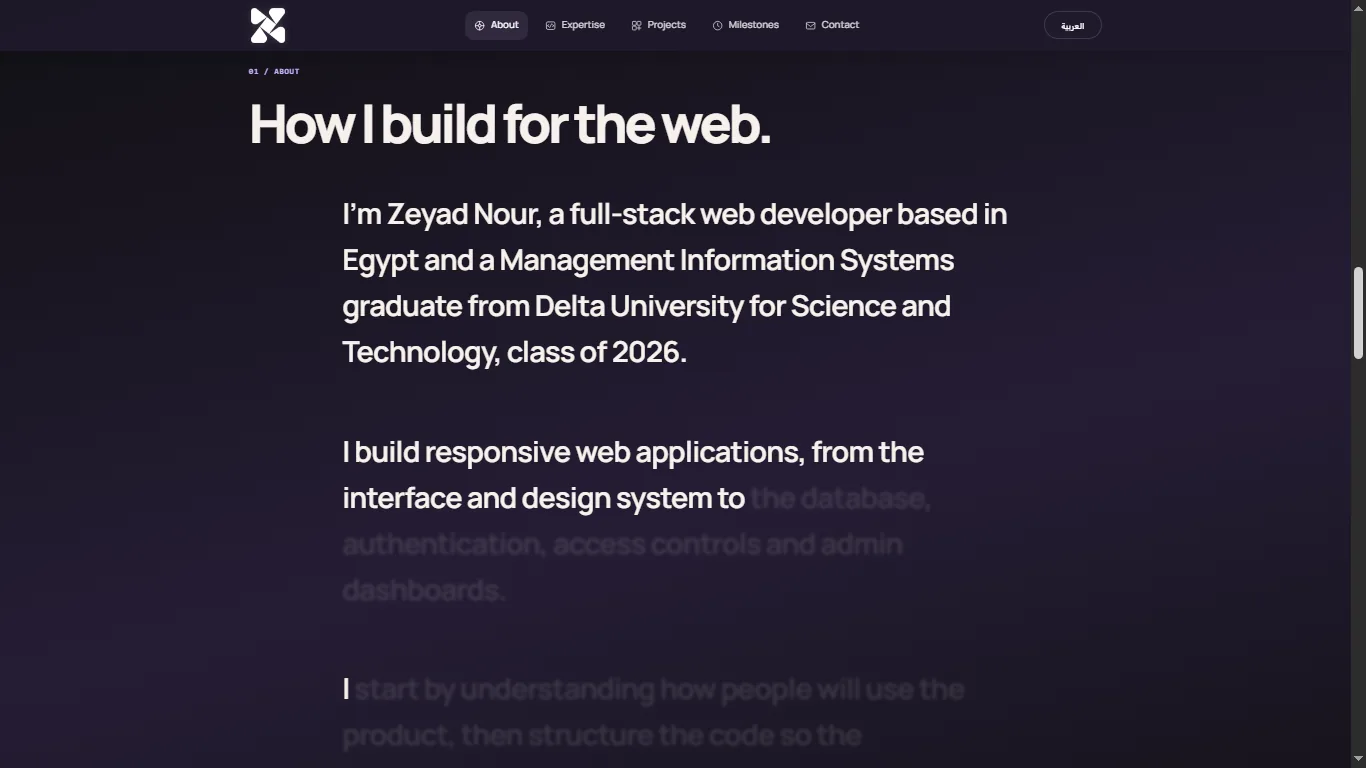 About
Expertise
Projects
Milestones
Contact
العربية
01 / ABOUT
How I build for the web.
I’m Zeyad Nour, a full-stack web developer based in
Egypt and a Management Information Systems
graduate from Delta University for Science and
Technology, class of 2026.
I build responsive web applications, from the
interface and design system to the database,
authentication, access controls and admin
dashboards.
I start by understanding how people will use the
product, then structure the code so the